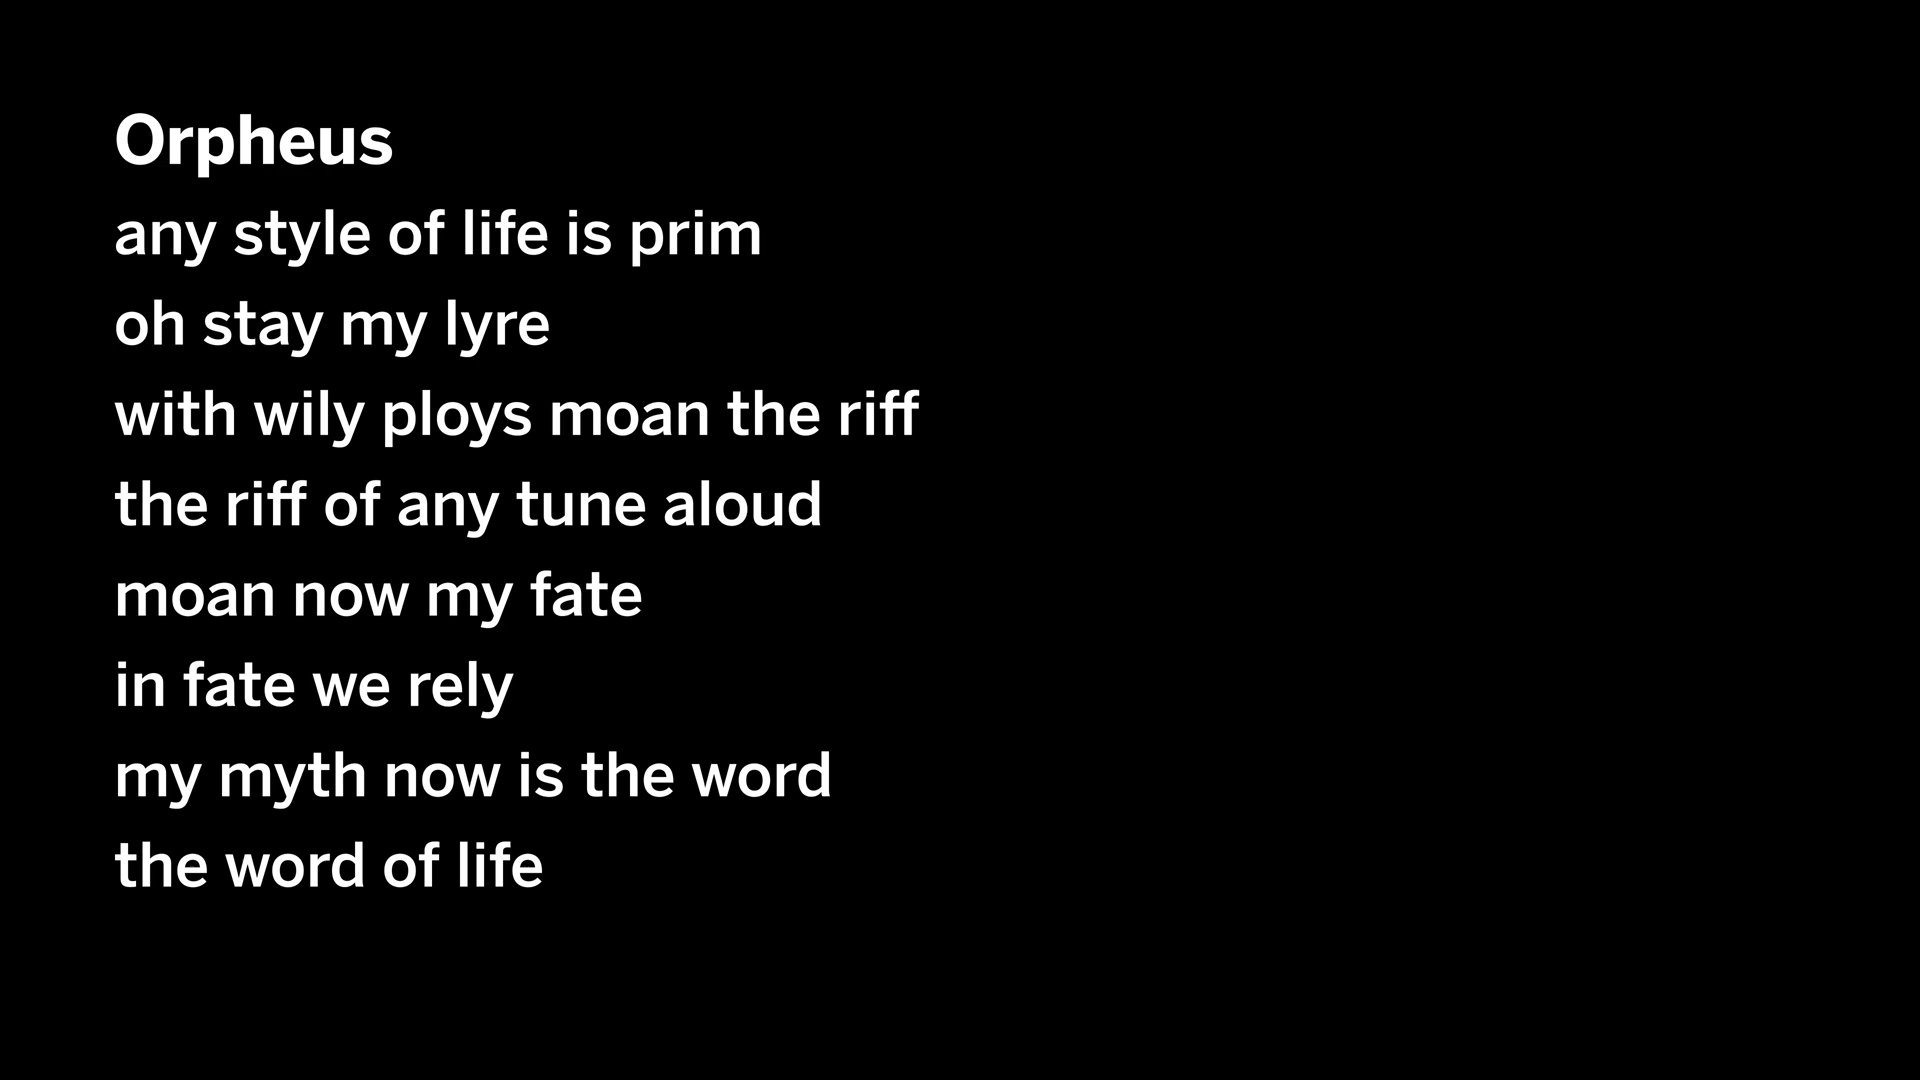 Orpheus
any style of life is prim
oh stay my lyre
with wily ploys moan the riff
the riff of any tune aloud
moan now my fate
in fate we rely
my myth now is the word
the word of life